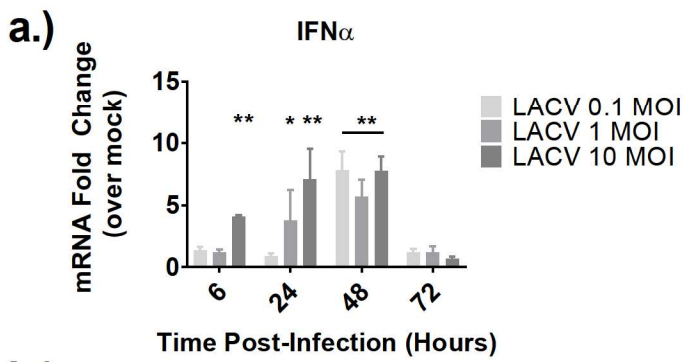 a.)
IFNα
mRNA Fold Change
(over mock)
15
10
5
0
**
* **
**
LACV 0.1 MOI
LACV 1 MOI
LACV 10 MOI
6
24
48
72
Time Post-Infection (Hours)